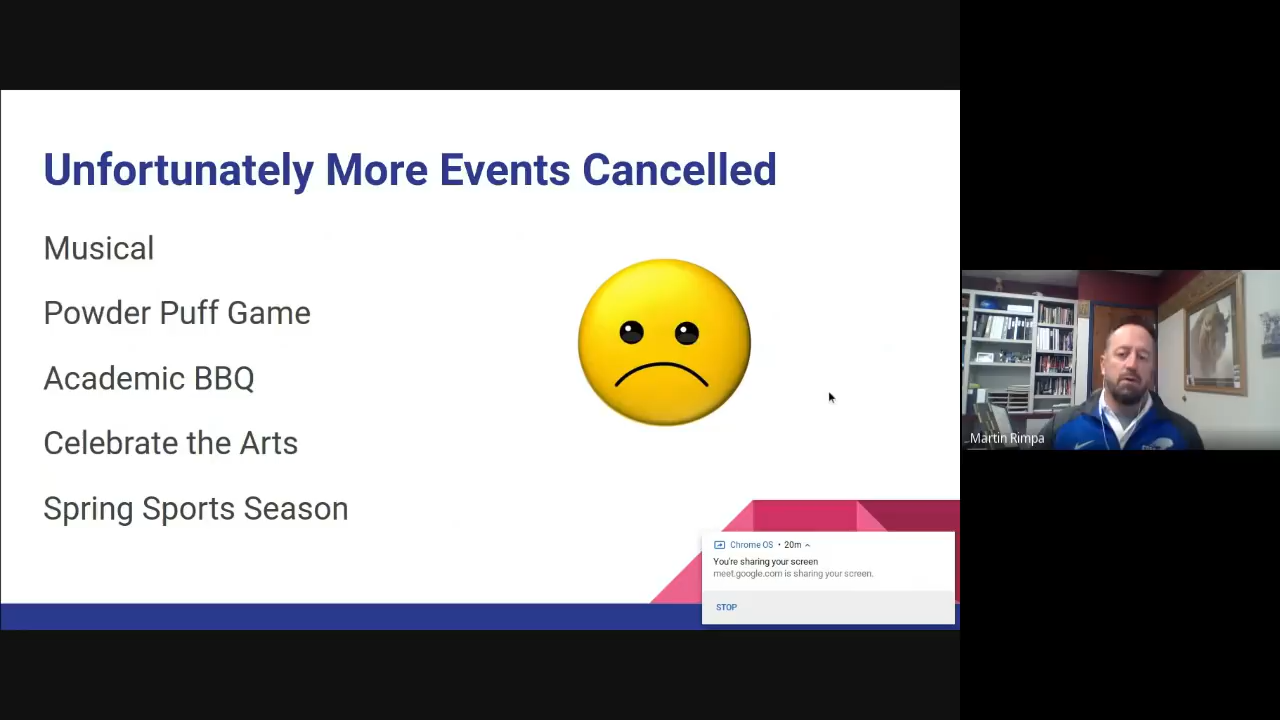 Unfortunately More Events Cancelled
Musical
Powder Puff Game
Academic BBQ
Celebrate the Arts
Spring Sports Season
Martin Rimpa
Chrome OS • 20m
You're sharing your screen
meet.google.com is sharing your screen.
STOP